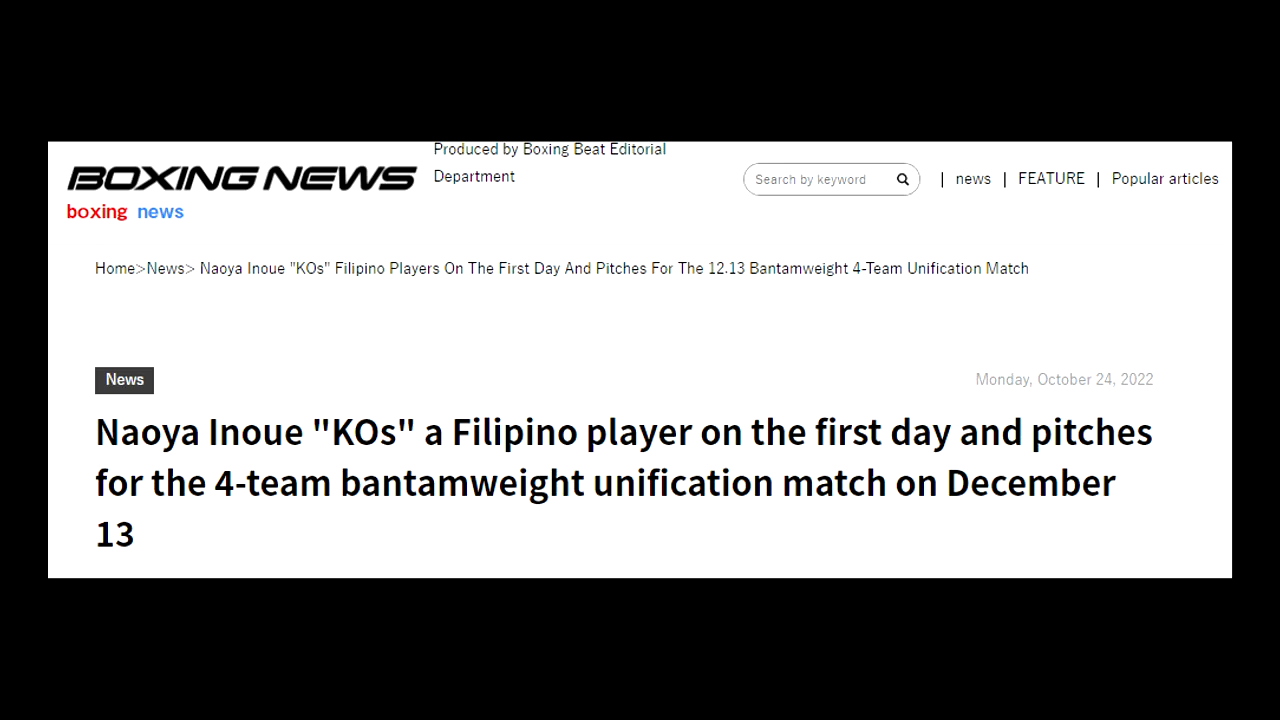 Produced by Boxing Beat Editorial
Department
BOXING NEWS
boxing news
Search by keyword
| news | FEATURE | Popular articles
Home>News> Naoya Inoue "KOs" Filipino Players On The First Day And Pitches For The 12.13 Bantamweight 4-Team Unification Match
News
Monday, October 24, 2022
Naoya Inoue "KOs" a Filipino player on the first day and pitches
for the 4-team bantamweight unification match on December
13